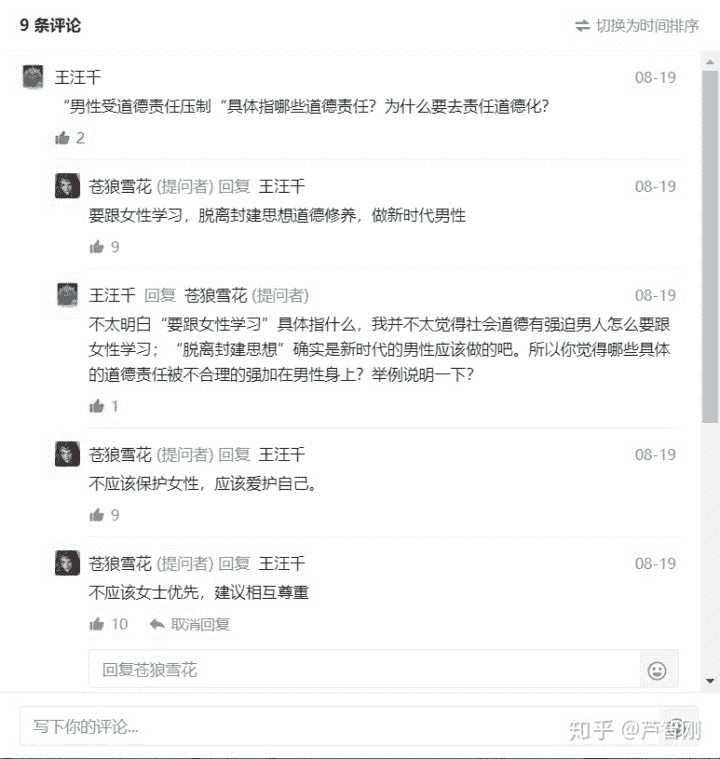 9 条评论
切换为时间排序
王汪千
08-19
“男性受道德责任压制“具体指哪些道德责任？为什么要去责任道德化？
2
苍狼雪花 (提问者) 回复 王汪千
08-19
要跟女性学习，脱离封建思想道德修养，做新时代男性
9
王汪千 回复 苍狼雪花 (提问者)
08-19
不太明白“要跟女性学习”具体指什么，我并不太觉得社会道德有强迫男人怎么要跟
女性学习；“脱离封建思想”确实是新时代的男性应该做的吧。所以你觉得哪些具体
的道德责任被不合理的强加在男性身上？举例说明一下？
1
苍狼雪花 (提问者) 回复 王汪千
08-19
不应该保护女性，应该爱护自己。
9
苍狼雪花 (提问者) 回复 王汪千
08-19
不应该女士优先，建议相互尊重
10 取消回复
回复苍狼雪花
写下你的评论...
知乎 @芦智刚